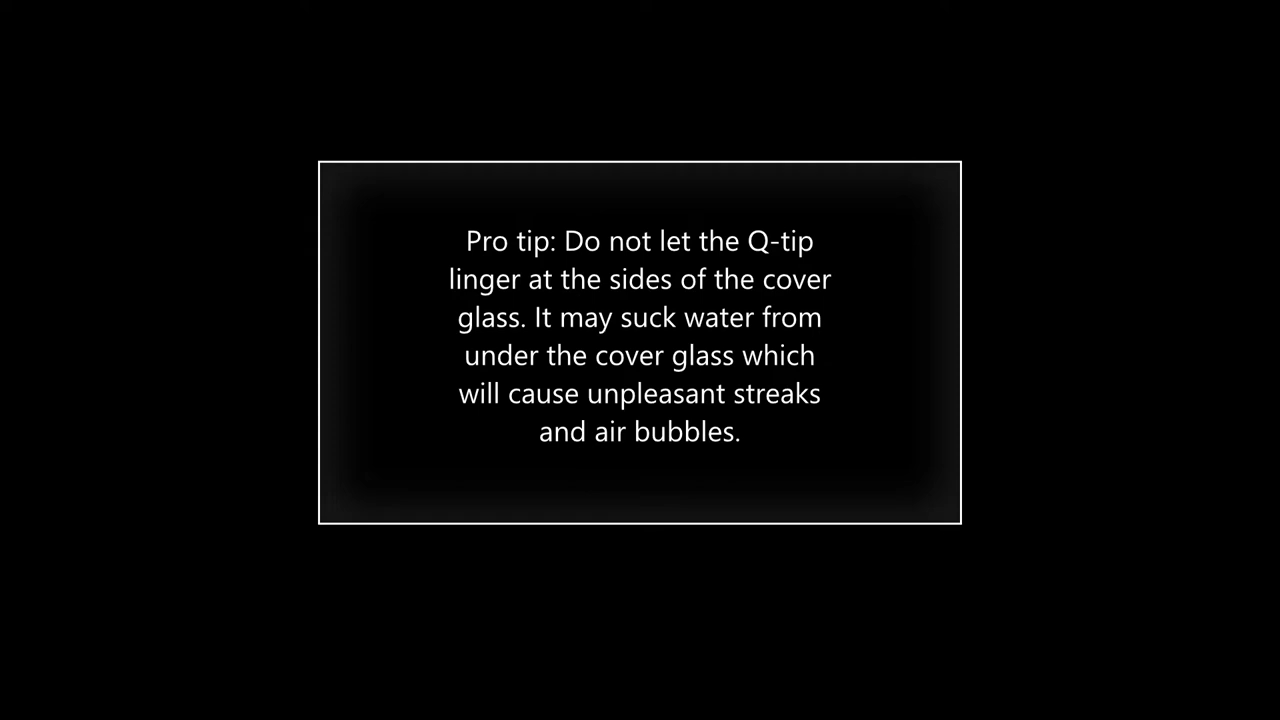 Pro tip: Do not let the Q-tip
linger at the sides of the cover
glass. It may suck water from
under the cover glass which
will cause unpleasant streaks
and air bubbles.